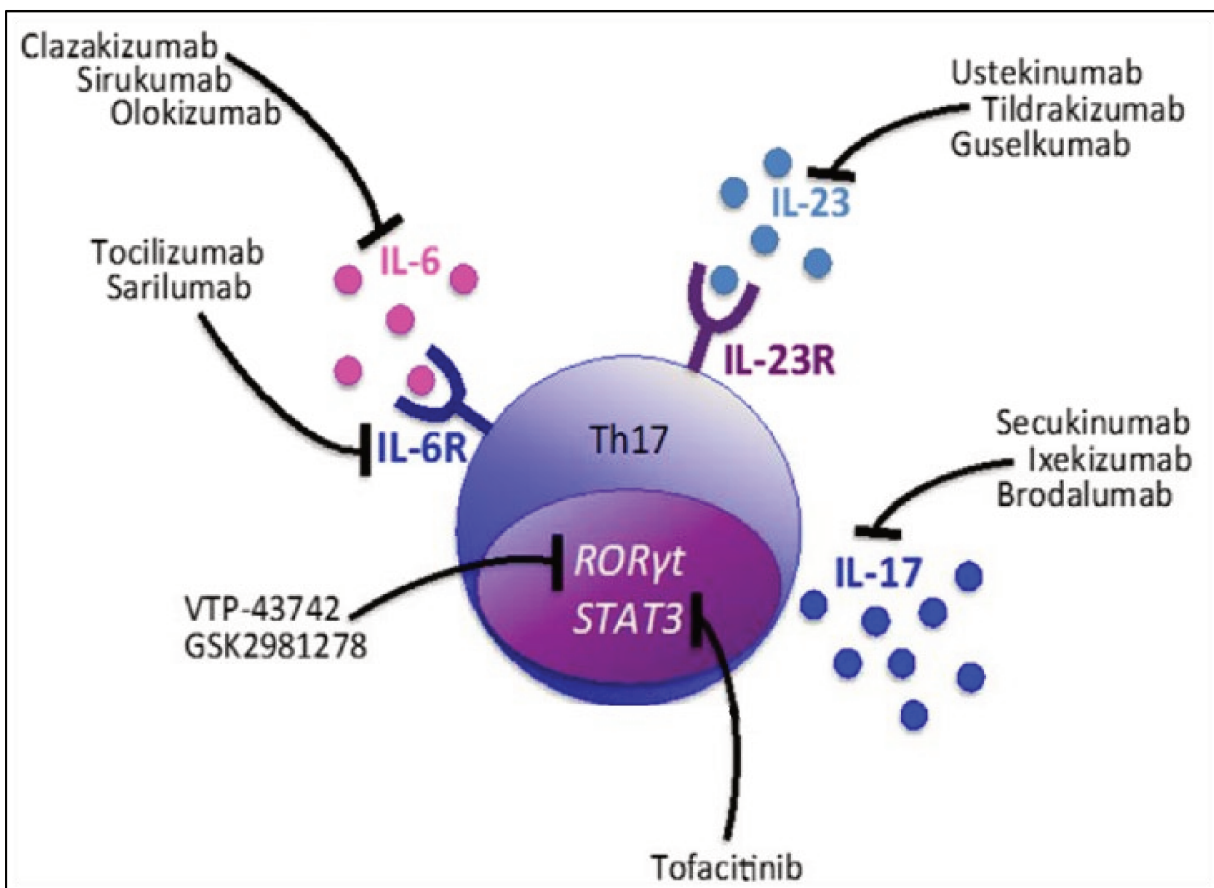 Clazakizumab
Sirukumab
Olokizumab
Ustekinumab
Tildrakizumab
Guselkumab
IL-23
Tocilizumab
Sarilumab
IL-6
IL-23R
IL-6R
Th17
Secukinumab
Ixekizumab
Brodalumab
RORγt
STAT3
IL-17
VTP-43742
GSK2981278
Tofacitinib